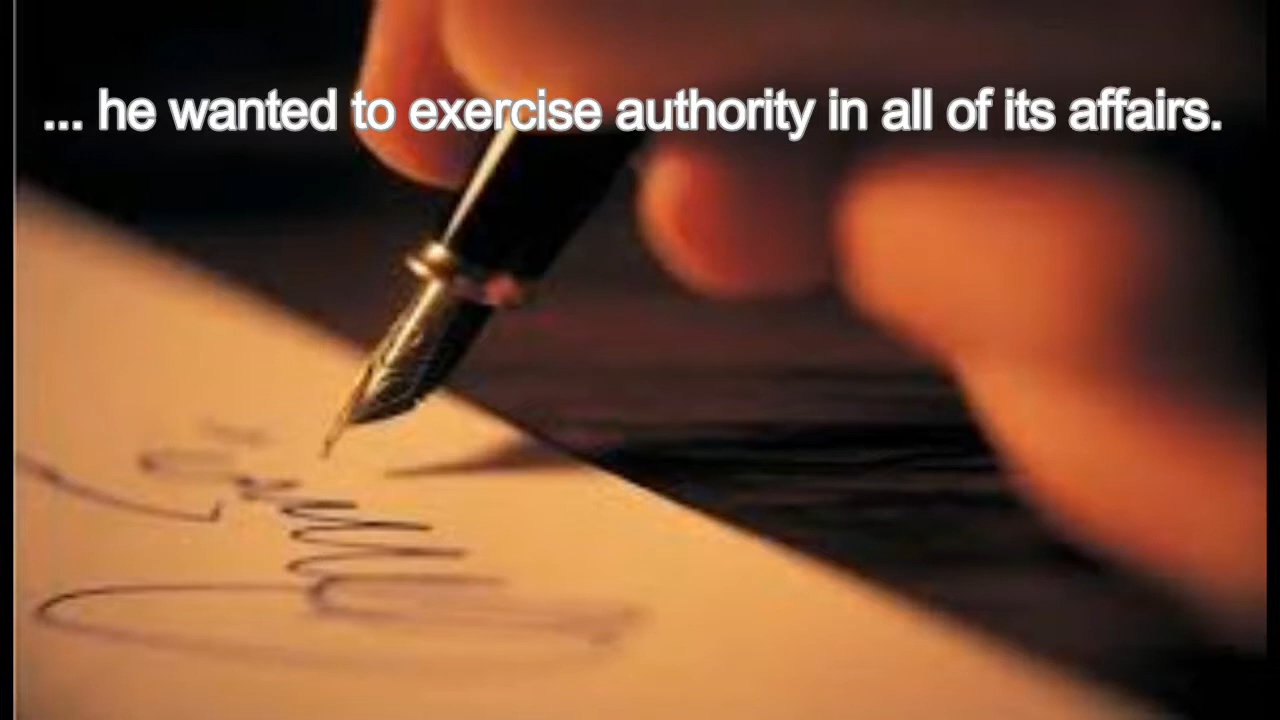 ... he wanted to exercise authority in all of its affairs.